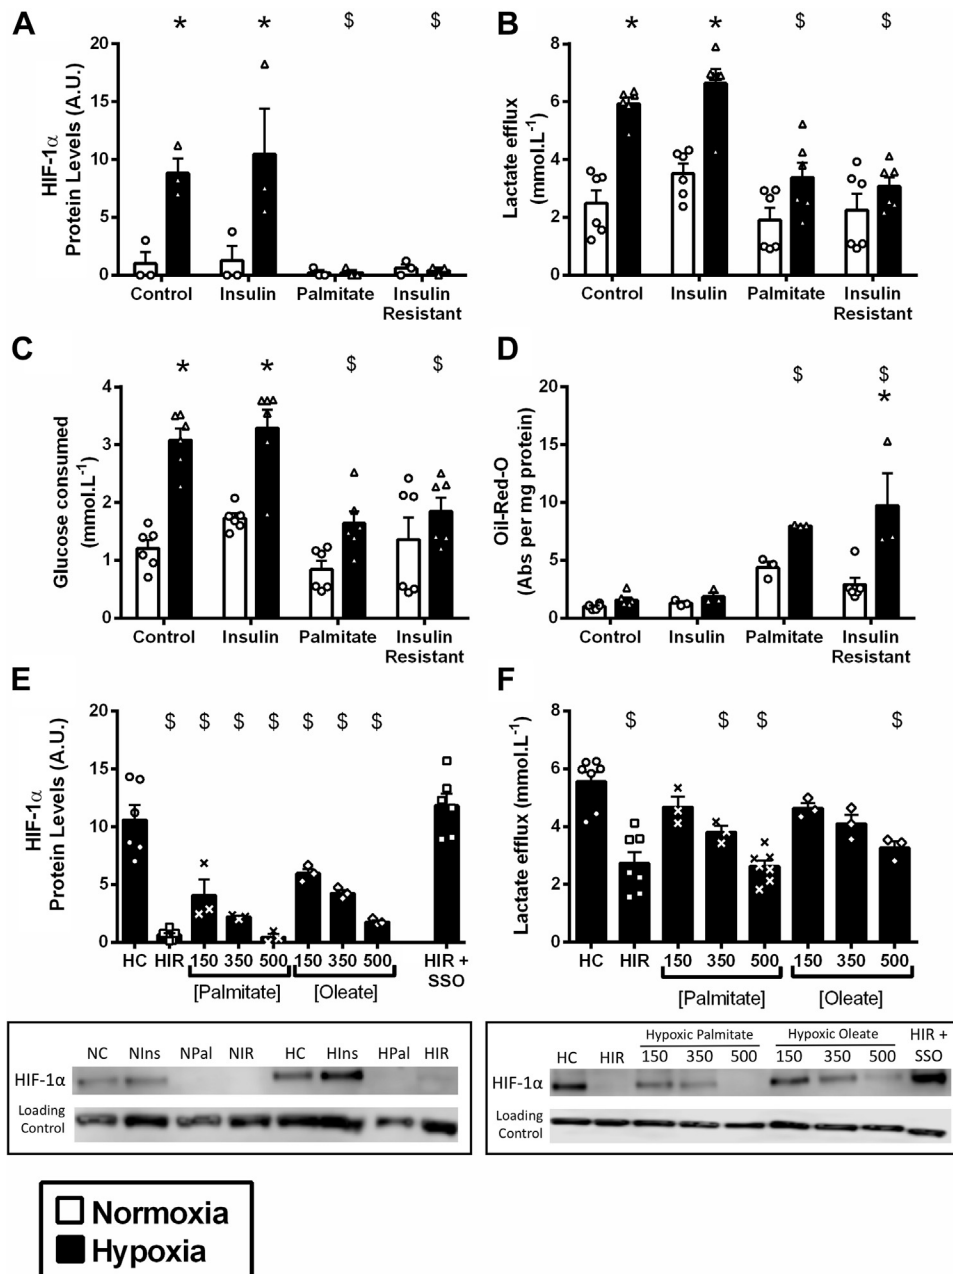 A
* * $ $
HIF-1α
Protein Levels (A.U.)
20
15
10
5
0
Control Insulin Palmitate Insulin
Resistant
B
* * $ $
Lactate efflux
(mmol.L-1)
8
6
4
2
0
Control Insulin Palmitate Insulin
Resistant
C
* * $ $
Glucose consumed
(mmol.L-1)
4
3
2
1
0
Control Insulin Palmitate Insulin
Resistant
D
$ $
*
Oil-Red-O
(Abs per mg protein)
20
15
10
5
0
Control Insulin Palmitate Insulin
Resistant
E
$ $ $ $ $ $ $
HIF-1α
Protein Levels (A.U.)
20
15
10
5
0
HC HIR 150 350 500 150 350 500 HIR +
SSO
[Palmitate] [Oleate]
F
$ $ $ $
Lactate efflux (mmol.L-1)
8
6
4
2
0
HC HIR 150 350 500 150 350 500
[Palmitate] [Oleate]
NC NIns NPal NIR HC HIns HPal HIR
HIF-1α
Loading
Control
Hypoxic Palmitate Hypoxic Oleate HIR +
HC HIR 150 350 500 150 350 500 SSO
HIF-1α
Loading
Control
Normoxia
Hypoxia